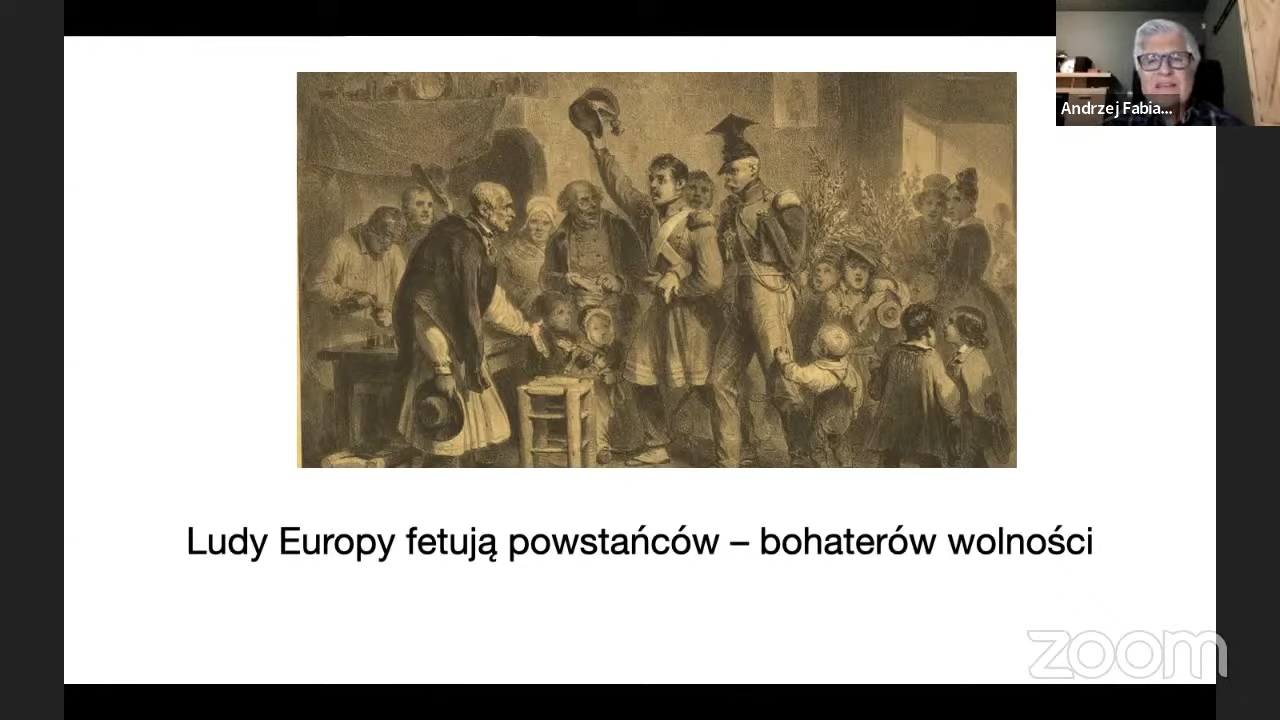 Andrzej Fabia...
Ludy Europy fetują powstańców – bohaterów wolności
zoom